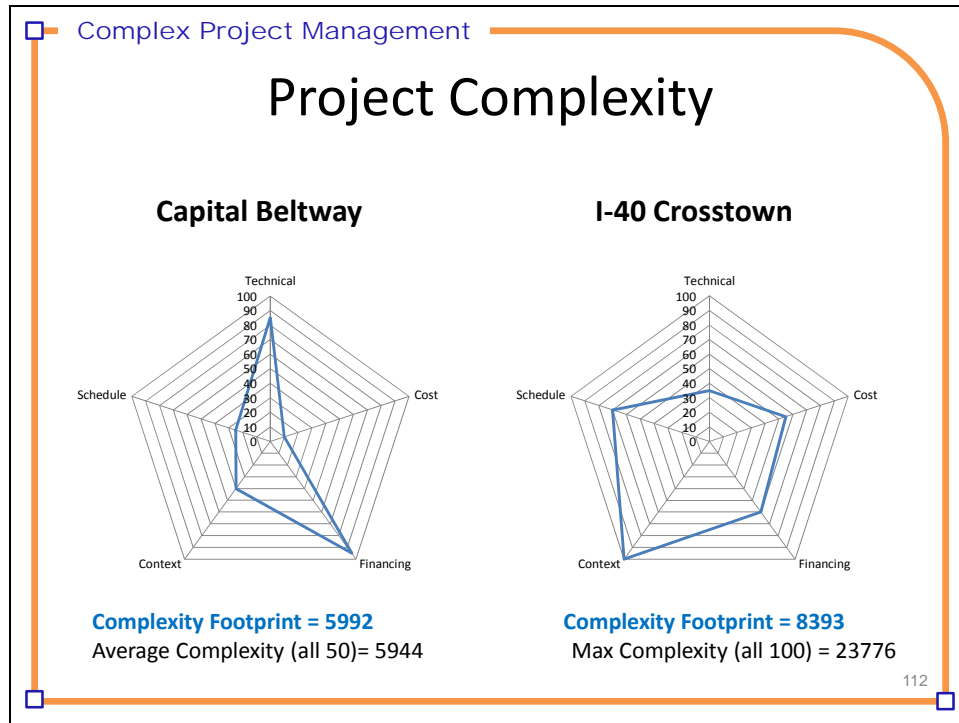 Complex Project Management
Project Complexity
Capital Beltway
Technical
100
90
80
70
60
50
40
30
20
10
0
Schedule
Cost
Context
Financing
Complexity Footprint = 5992
Average Complexity (all 50)= 5944
I-40 Crosstown
Technical
100
90
80
70
60
50
40
30
20
10
0
Schedule
Cost
Context
Financing
Complexity Footprint = 8393
Max Complexity (all 100) = 23776
112